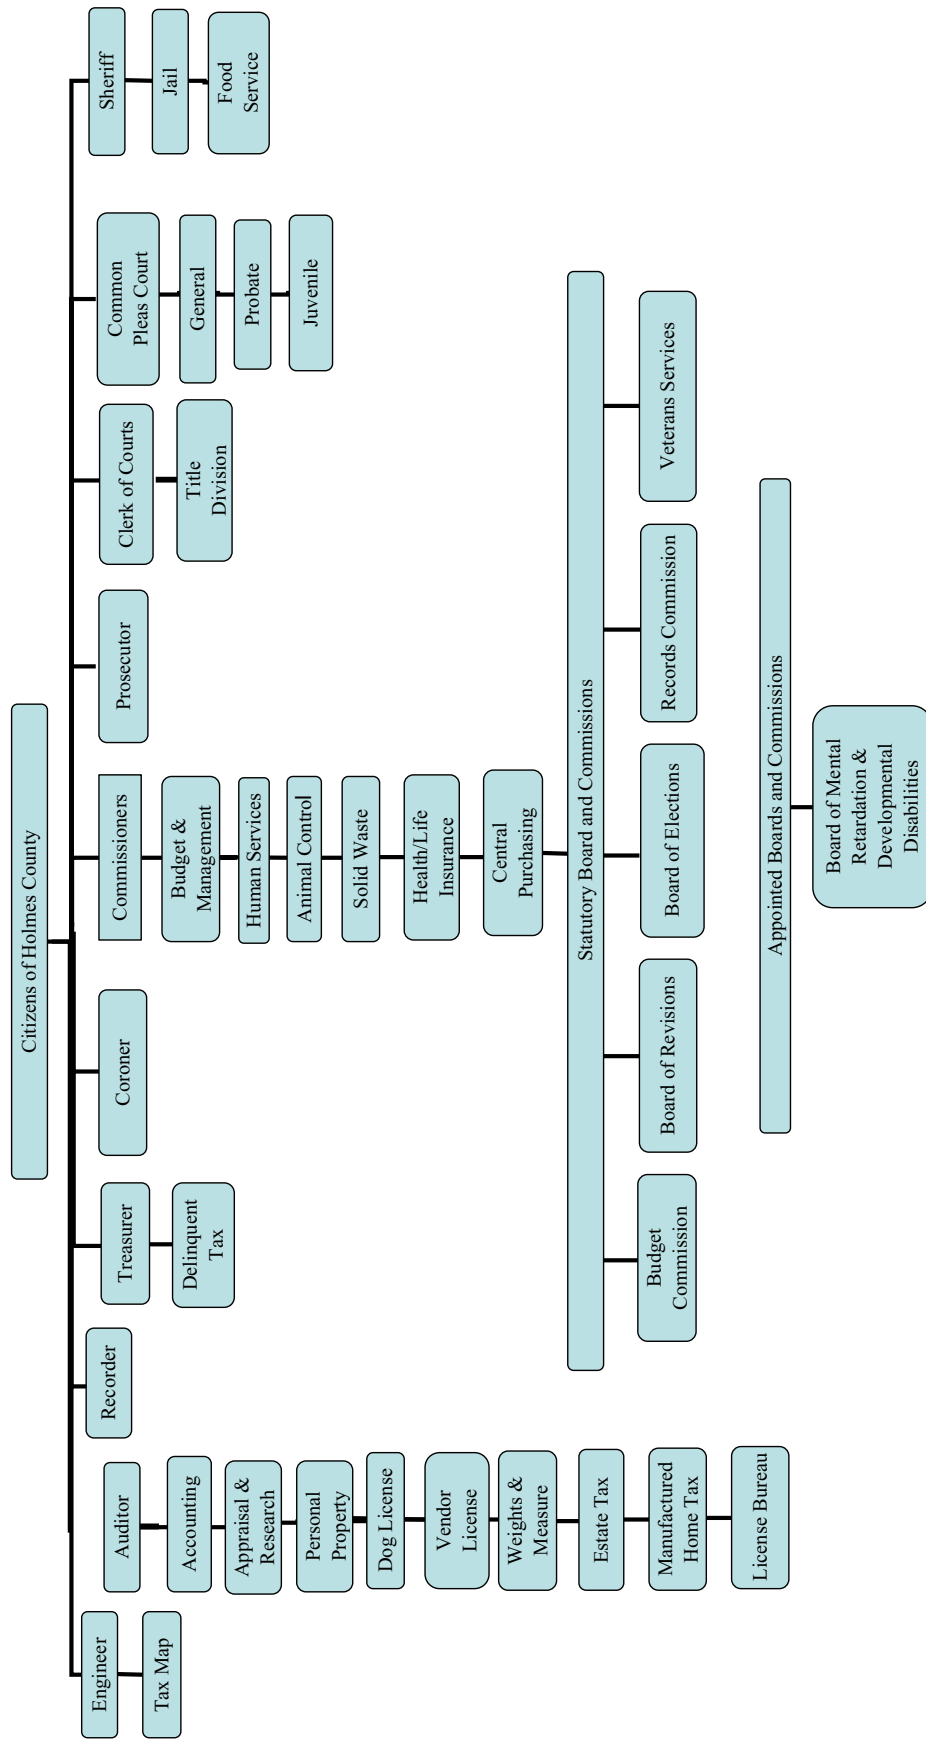 Citizens of Holmes County
Engineer
Tax Map
Auditor
Accounting
Appraisal &
Research
Personal
Property
Dog License
Vendor
License
Weights &
Measure
Estate Tax
Manufactured
Home Tax
License Bureau
Recorder
Treasurer
Delinquent
Tax
Coroner
Commissioners
Budget &
Management
Human Services
Animal Control
Solid Waste
Health/Life
Insurance
Central
Purchasing
Prosecutor
Clerk of Courts
Title
Division
Common
Pleas Court
General
Probate
Juvenile
Sheriff
Jail
Food
Service
Statutory Board and Commissions
Budget
Commission
Board of Revisions
Board of Elections
Records Commission
Veterans Services
Appointed Boards and Commissions
Board of Mental
Retardation &
Developmental
Disabilities